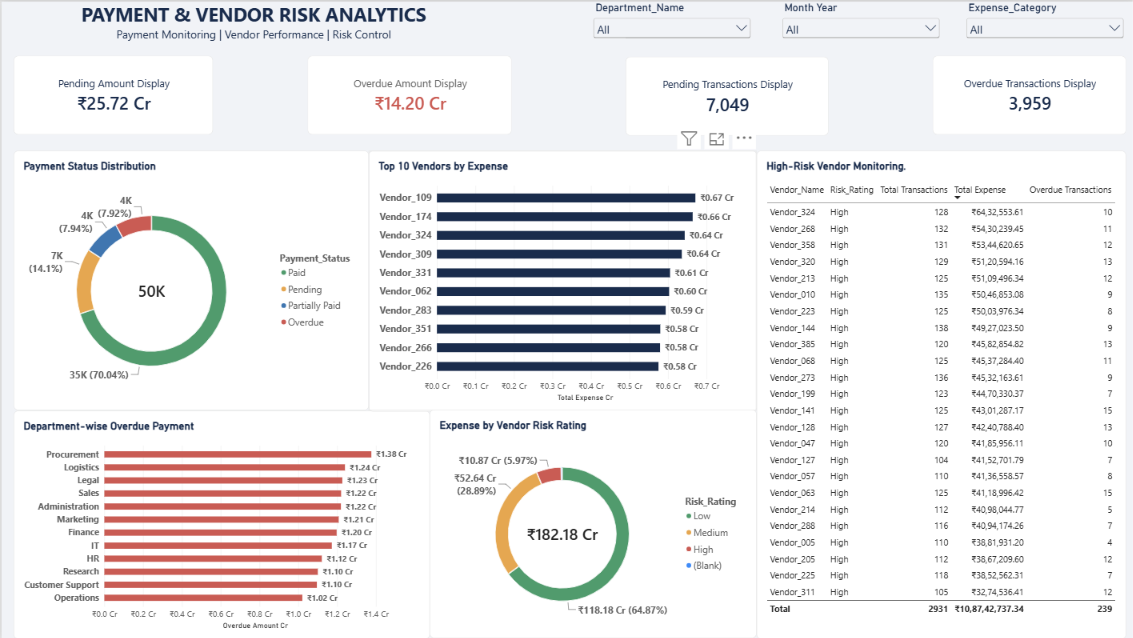 PAYMENT & VENDOR RISK ANALYTICS
Payment Monitoring | Vendor Performance | Risk Control
Department_Name
All
Month Year
All
Expense_Category
All
Pending Amount Display
₹25.72 Cr
Overdue Amount Display
₹14.20 Cr
Pending Transactions Display
7,049
Overdue Transactions Display
3,959
Payment Status Distribution
4K
(7.92%)
4K
(7.94%)
7K
(14.1%)
50K
35K (70.04%)
Payment_Status
Paid
Pending
Partially Paid
Overdue
Top 10 Vendors by Expense
Vendor_109 ₹0.67 Cr
Vendor_174 ₹0.66 Cr
Vendor_324 ₹0.64 Cr
Vendor_309 ₹0.64 Cr
Vendor_331 ₹0.61 Cr
Vendor_062 ₹0.60 Cr
Vendor_283 ₹0.59 Cr
Vendor_351 ₹0.58 Cr
Vendor_266 ₹0.58 Cr
Vendor_226 ₹0.58 Cr
₹0.0 Cr ₹0.1 Cr ₹0.2 Cr ₹0.3 Cr ₹0.4 Cr ₹0.5 Cr ₹0.6 Cr ₹0.7 Cr
Total Expense Cr
High-Risk Vendor Monitoring.
Vendor_Name Risk_Rating Total Transactions Total Expense Overdue Transactions
Vendor_324 High 128 ₹64,32,553.61 10
Vendor_268 High 132 ₹54,30,239.45 11
Vendor_358 High 131 ₹53,44,620.65 12
Vendor_320 High 129 ₹51,20,594.16 13
Vendor_213 High 125 ₹51,09,496.34 12
Vendor_010 High 135 ₹50,46,853.08 9
Vendor_223 High 125 ₹50,03,976.34 8
Vendor_144 High 138 ₹49,27,023.50 9
Vendor_385 High 120 ₹45,82,854.82 13
Vendor_068 High 125 ₹45,37,284.40 11
Vendor_273 High 136 ₹45,32,163.61 9
Vendor_199 High 123 ₹44,70,330.37 7
Vendor_141 High 125 ₹43,01,287.17 15
Vendor_128 High 127 ₹42,40,788.40 13
Vendor_047 High 120 ₹41,85,956.11 10
Vendor_127 High 104 ₹41,52,701.79 7
Vendor_057 High 110 ₹41,36,558.57 8
Vendor_063 High 125 ₹41,18,996.42 15
Vendor_214 High 112 ₹40,98,044.77 5
Vendor_288 High 116 ₹40,94,174.26 7
Vendor_005 High 110 ₹38,81,931.20 4
Vendor_205 High 112 ₹38,67,209.60 12
Vendor_225 High 118 ₹38,52,562.31 7
Vendor_311 High 105 ₹32,74,536.41 12
Total 2931 ₹10,87,42,737.34 239
Department-wise Overdue Payment
Procurement ₹1.38 Cr
Logistics ₹1.24 Cr
Legal ₹1.23 Cr
Sales ₹1.22 Cr
Administration ₹1.22 Cr
Marketing ₹1.21 Cr
Finance ₹1.20 Cr
IT ₹1.17 Cr
HR ₹1.12 Cr
Research ₹1.10 Cr
Customer Support ₹1.10 Cr
Operations ₹1.02 Cr
₹0.0 Cr ₹0.2 Cr ₹0.4 Cr ₹0.6 Cr ₹0.8 Cr ₹1.0 Cr ₹1.2 Cr ₹1.4 Cr
Overdue Amount Cr
Expense by Vendor Risk Rating
₹10.87 Cr (5.97%)
₹52.64 Cr
(28.89%)
₹182.18 Cr
₹118.18 Cr (64.87%)
Risk_Rating
Low
Medium
High
(Blank)